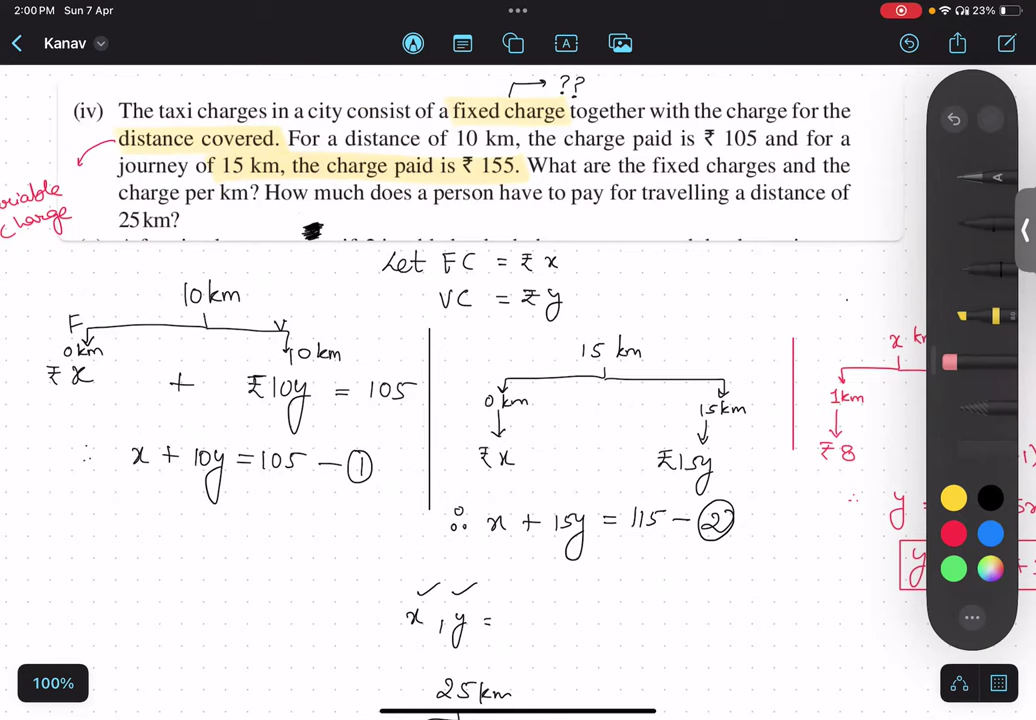 2:00 PM Sun 7 Apr
23%
Kanav
??
(iv) The taxi charges in a city consist of a fixed charge together with the charge for the
distance covered. For a distance of 10 km, the charge paid is ₹ 105 and for a
journey of 15 km, the charge paid is ₹ 155. What are the fixed charges and the
charge per km? How much does a person have to pay for travelling a distance of
25 km?
riable
charge
Let FC = ₹ x
VC = ₹ y
10 km
F V
0 km 10 km
₹ x + ₹10y = 105
∴ x + 10y = 105 – ①
15 km
0 km 15 km
₹ x ₹15y
∴ x + 15y = 115 – ②
x, y =
25 km
x k
1 km
₹ 8
∴ y =
y
100%